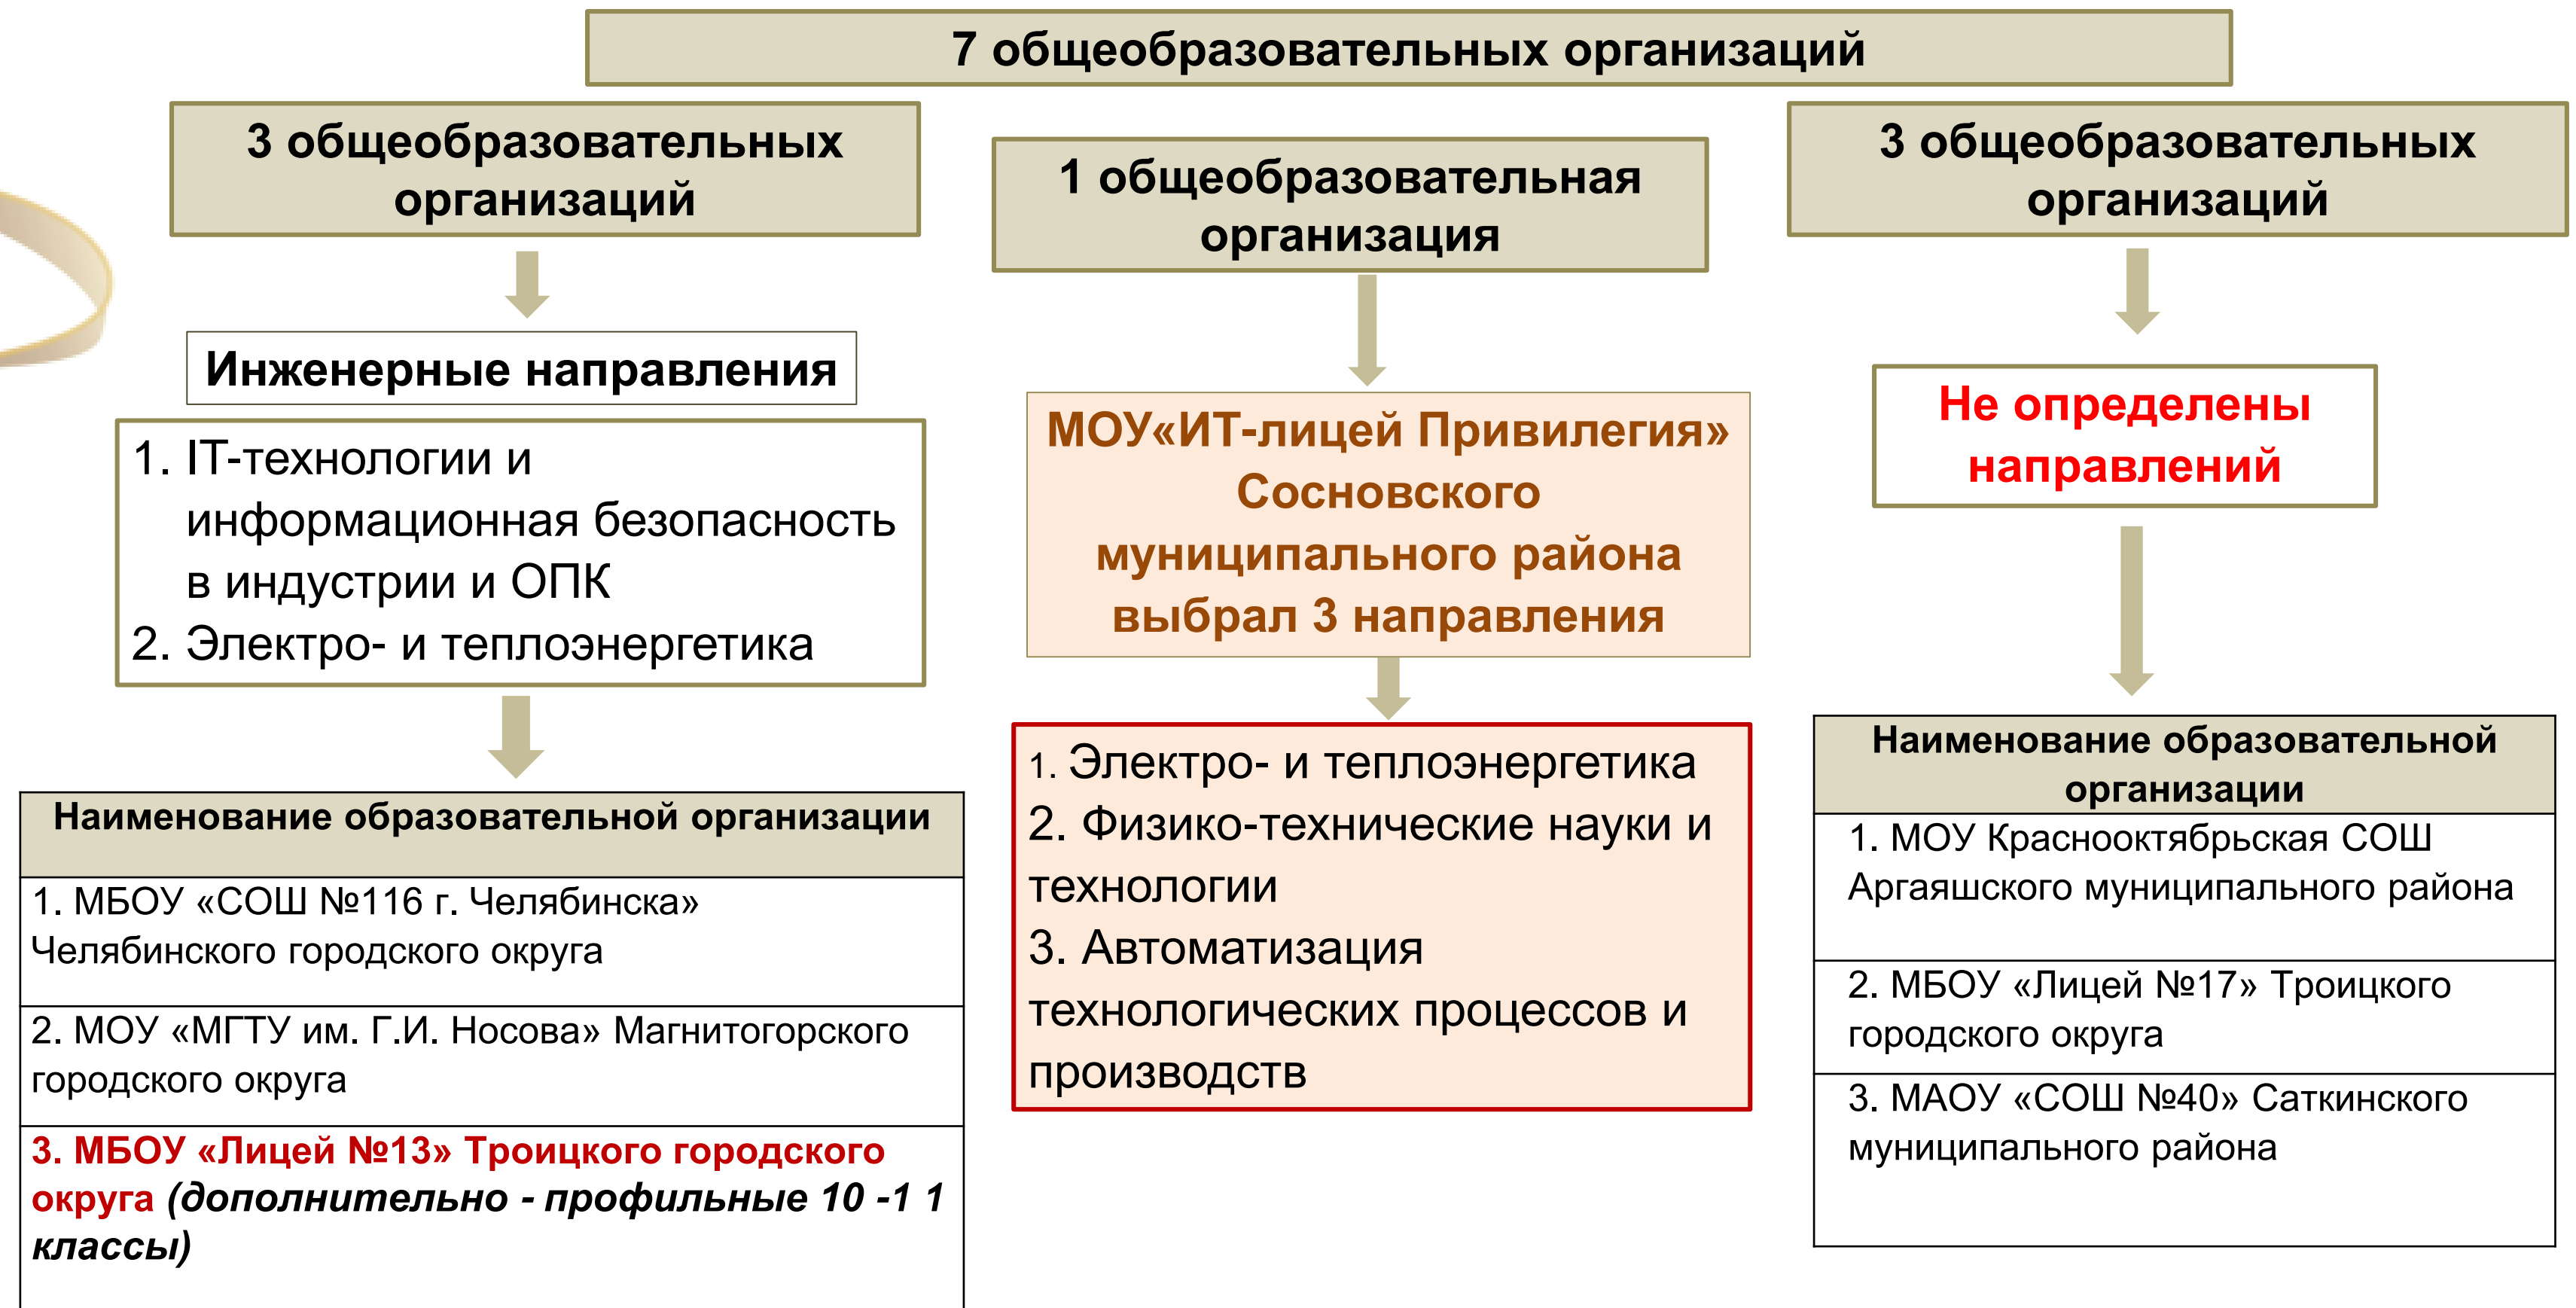 7 общеобразовательных организаций
3 общеобразовательных
организаций
Инженерные направления
1. IT-технологии и
информационная безопасность
в индустрии и ОПК
2. Электро- и теплоэнергетика
Наименование образовательной организации
1. МБОУ «СОШ №116 г. Челябинска»
Челябинского городского округа
2. МОУ «МГТУ им. Г.И. Носова» Магнитогорского
городского округа
3. МБОУ «Лицей №13» Троицкого городского
округа (дополнительно - профильные 10 -1 1
классы)
1 общеобразовательная
организация
МОУ«ИТ-лицей Привилегия»
Сосновского
муниципального района
выбрал 3 направления
1. Электро- и теплоэнергетика
2. Физико-технические науки и
технологии
3. Автоматизация
технологических процессов и
производств
3 общеобразовательных
организаций
Не определены
направлений
Наименование образовательной
организации
1. МОУ Краснооктябрьская СОШ
Аргаяшского муниципального района
2. МБОУ «Лицей №17» Троицкого
городского округа
3. МАОУ «СОШ №40» Саткинского
муниципального района